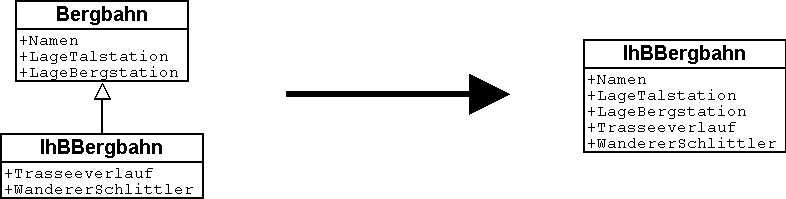 Bergbahn
+Namen
+LageTalstation
+LageBergstation
IhBBergbahn
+Trasseeverlauf
+WandererSchlittler
IhBBergbahn
+Namen
+LageTalstation
+LageBergstation
+Trasseeverlauf
+WandererSchlittler